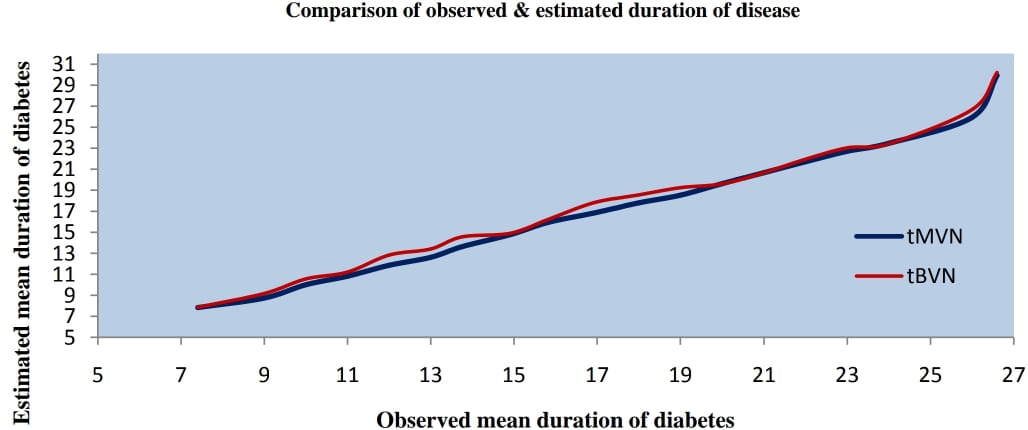 Comparison of observed & estimated duration of disease
Estimated mean duration of diabetes
31
29
27
25
23
21
19
17
15
13
11
9
7
5
tMVN
tBVN
5 7 9 11 13 15 17 19 21 23 25 27
Observed mean duration of diabetes